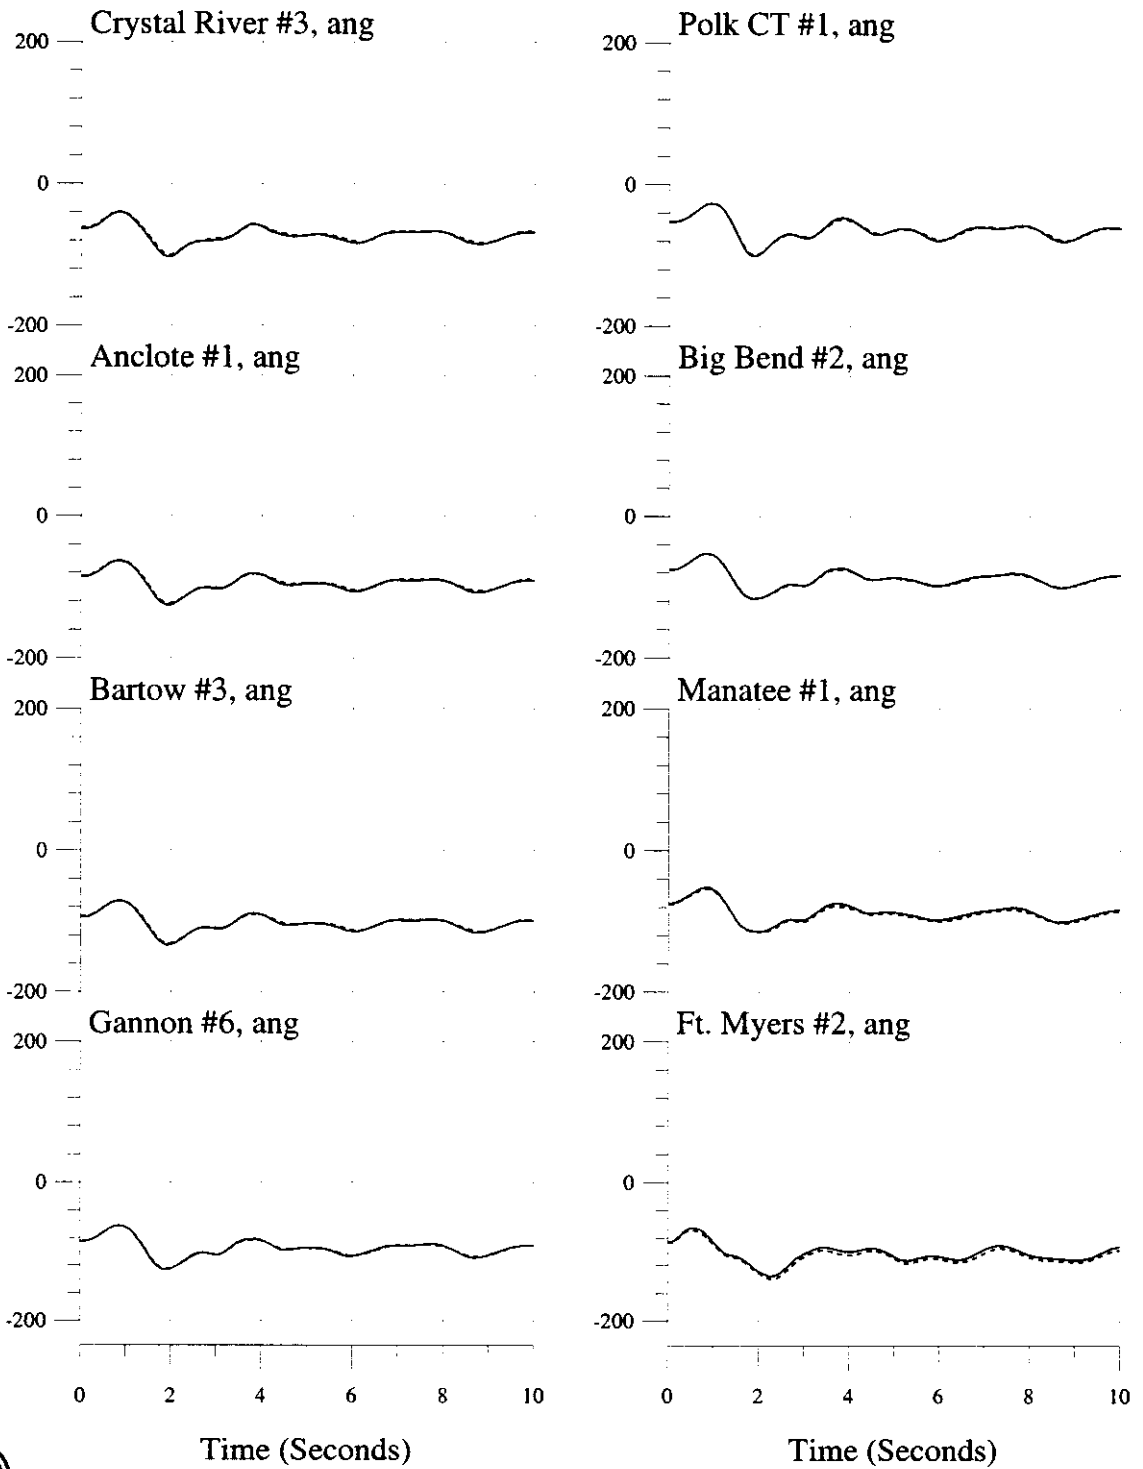 Crystal River #3, ang
200
0
-200
Anclote #1, ang
200
0
-200
Bartow #3, ang
200
0
-200
Gannon #6, ang
200
0
-200
0 2 4 6 8 10
Time (Seconds)
Polk CT #1, ang
200
0
-200
Big Bend #2, ang
200
0
-200
Manatee #1, ang
200
0
-200
Ft. Myers #2, ang
200
0
-200
0 2 4 6 8 10
Time (Seconds)